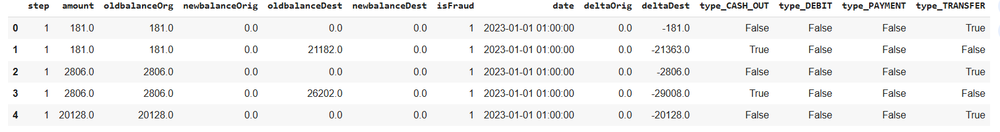 step amount oldbalanceOrg newbalanceOrig oldbalanceDest newbalanceDest isFraud date deltaOrig deltaDest type_CASH_OUT type_DEBIT type_PAYMENT type_TRANSFER
0 1 181.0 181.0 0.0 0.0 0.0 1 2023-01-01 01:00:00 0.0 -181.0 False False False True
1 1 181.0 181.0 0.0 21182.0 0.0 1 2023-01-01 01:00:00 0.0 -21363.0 True False False False
2 1 2806.0 2806.0 0.0 0.0 0.0 1 2023-01-01 01:00:00 0.0 -2806.0 False False False True
3 1 2806.0 2806.0 0.0 26202.0 0.0 1 2023-01-01 01:00:00 0.0 -29008.0 True False False False
4 1 20128.0 20128.0 0.0 0.0 0.0 1 2023-01-01 01:00:00 0.0 -20128.0 False False False True